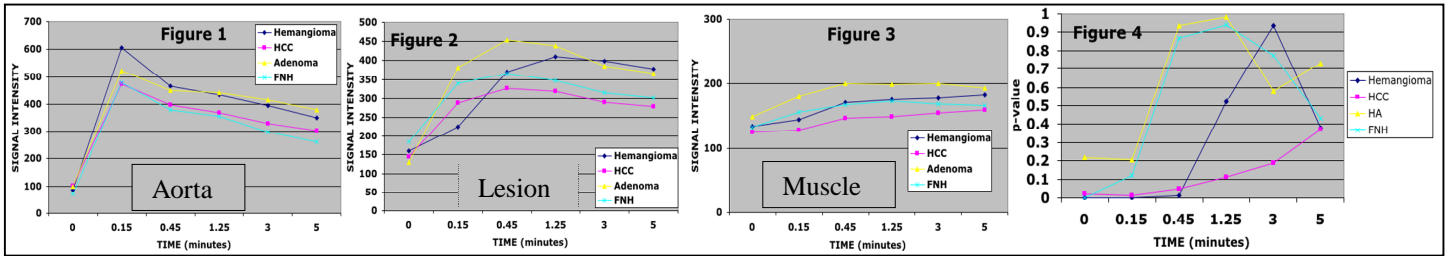 Figure 1
SIGNAL INTENSITY
700
600
500
400
300
200
100
0
Hemangioma
HCC
Adenoma
FNH
Aorta
0 0.15 0.45 1.25 3 5
TIME (minutes)
Figure 2
SIGNAL INTENSITY
500
450
400
350
300
250
200
150
100
50
0
Hemangioma
HCC
Adenoma
FNH
Lesion
0 0.15 0.45 1.25 3 5
TIME (minutes)
Figure 3
SIGNAL INTENSITY
300
200
100
Hemangioma
HCC
Adenoma
FNH
Muscle
0 0.15 0.45 1.25 3 5
TIME (minutes)
Figure 4
p-value
1
0.9
0.8
0.7
0.6
0.5
0.4
0.3
0.2
0.1
0
Hemangioma
HCC
HA
FNH
0 0.15 0.45 1.25 3 5
TIME (minutes)